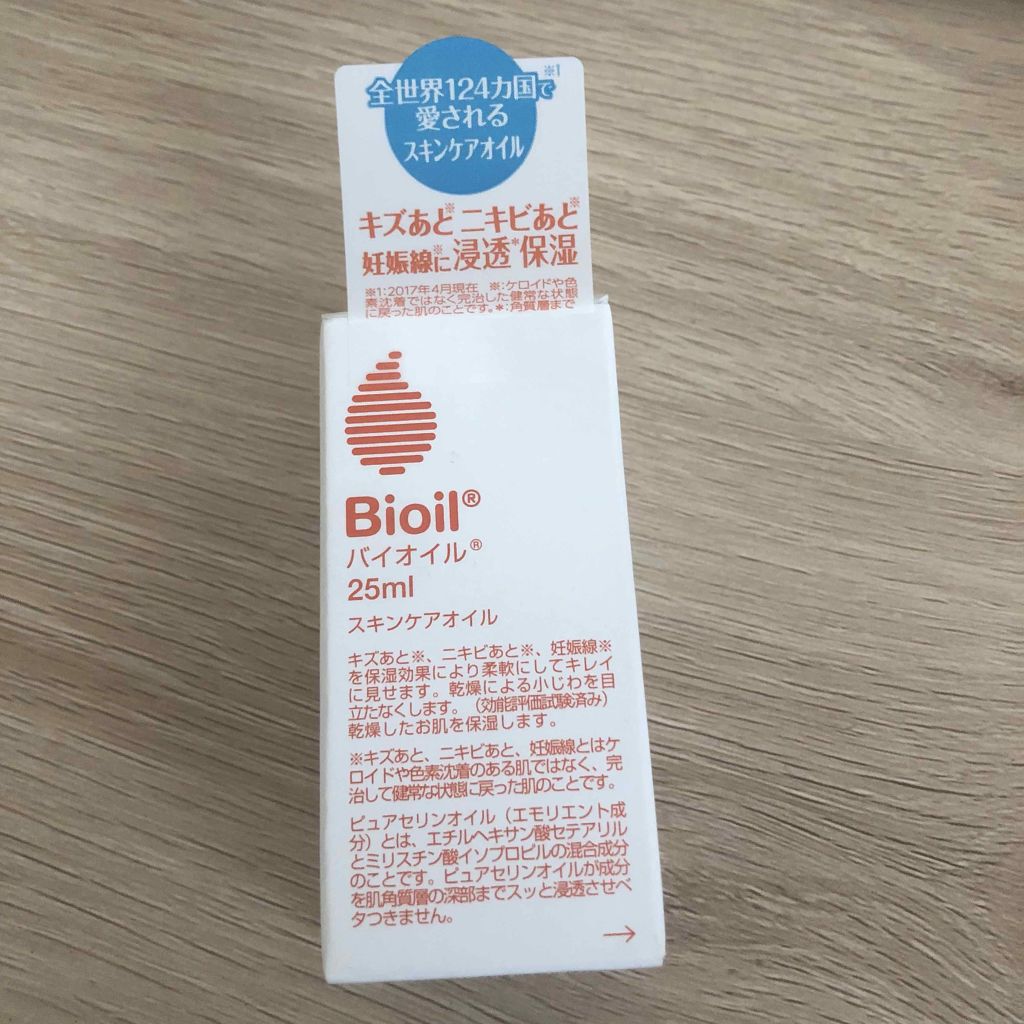 全世界124カ国で※1
愛される
スキンケアオイル
キズあと※ニキビあと※
妊娠線※に浸透*保湿
※1:2017年4月現在 ※:ケロイドや色
素沈着ではなく完治した健常な状態
に戻った肌のことです。*:角質層まで
Bioil®
バイオイル®
25ml
スキンケアオイル
キズあと※、ニキビあと※、妊娠線※
を保湿効果により柔軟にしてキレイ
に見せます。乾燥による小じわを目
立たなくします。（効能評価試験済み）
乾燥したお肌を保湿します。
※キズあと、ニキビあと、妊娠線とはケ
ロイドや色素沈着のある肌ではなく、完
治して健常な状態に戻った肌のことです。
ピュアセリンオイル（エモリエント成
分）とは、エチルヘキサン酸セテアリル
とミリスチン酸イソプロピルの混合成分
のことです。ピュアセリンオイルが成分
を肌角質層の深部までスッと浸透させベ
タつきません。
→